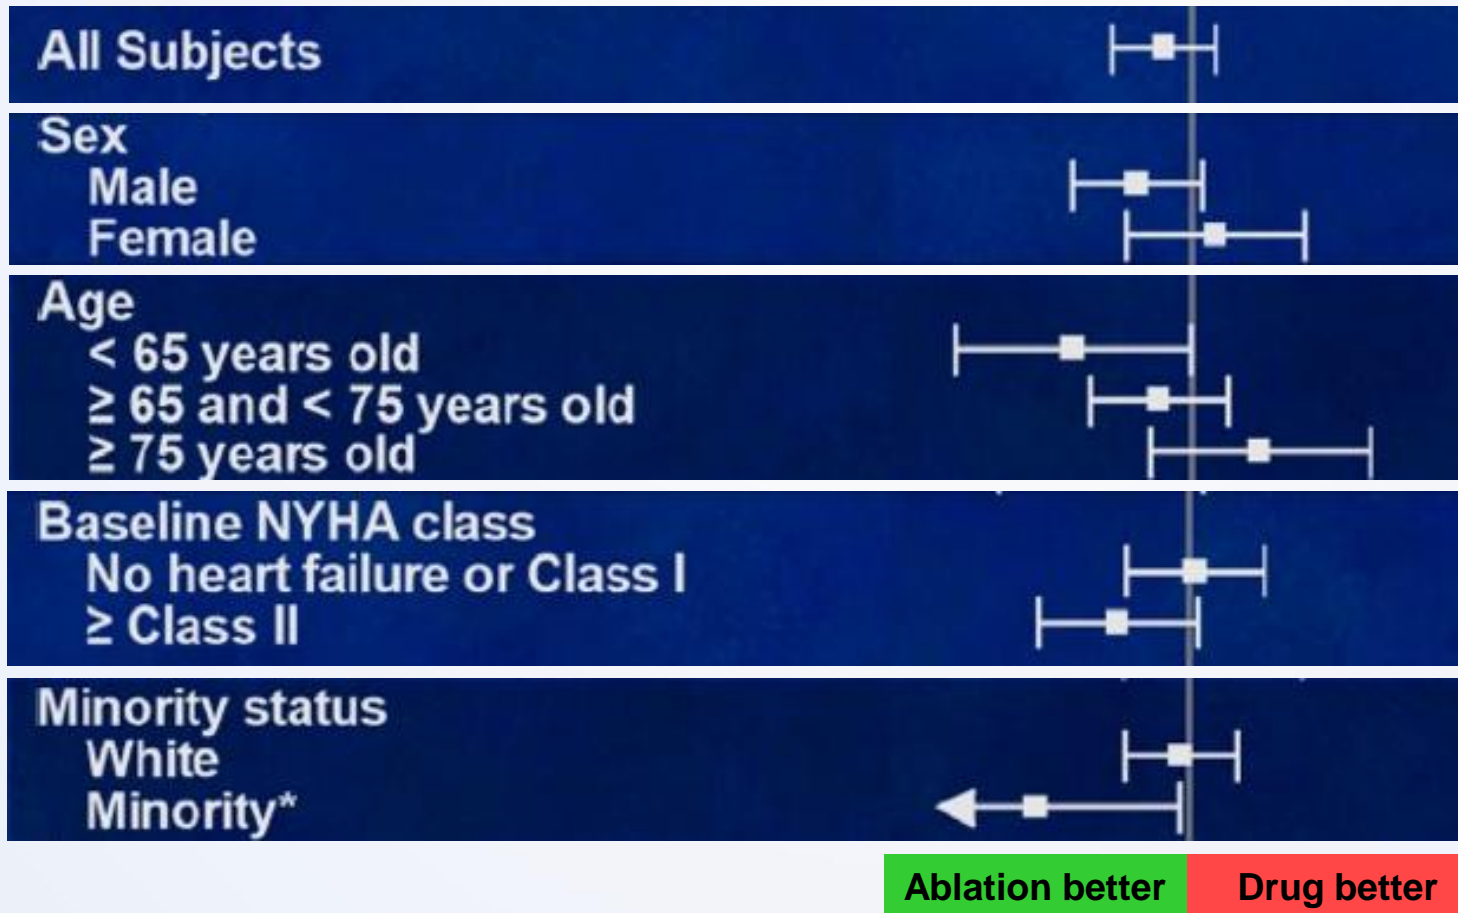 All Subjects
Sex
Male
Female
Age
< 65 years old
≥ 65 and < 75 years old
≥ 75 years old
Baseline NYHA class
No heart failure or Class I
≥ Class II
Minority status
White
Minority*
Ablation better
Drug better